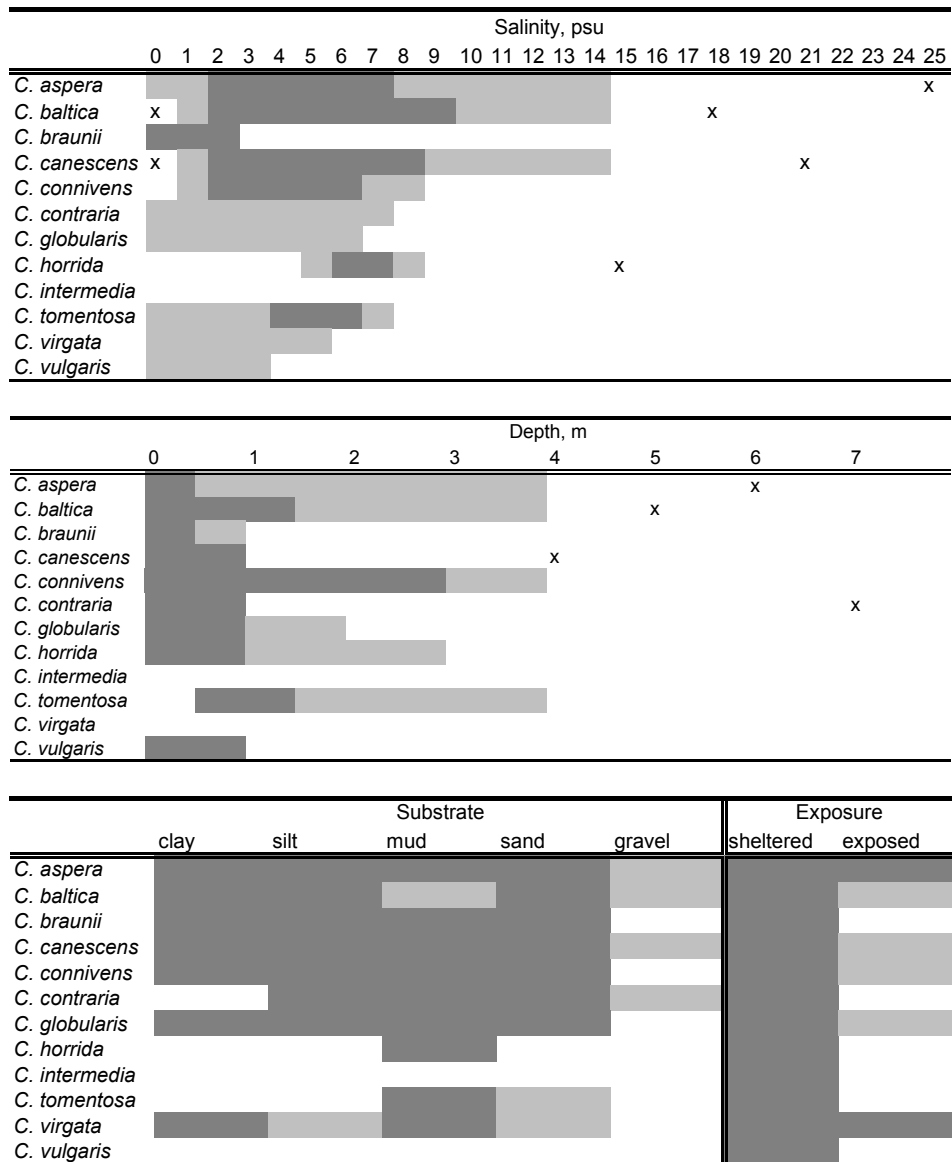 Salinity, psu
0 1 2 3 4 5 6 7 8 9 10 11 12 13 14 15 16 17 18 19 20 21 22 23 24 25
C. aspera x
C. baltica x x
C. braunii
C. canescens x x
C. connivens
C. contraria
C. globularis
C. horrida x
C. intermedia
C. tomentosa
C. virgata
C. vulgaris
Depth, m
0 1 2 3 4 5 6 7
C. aspera x
C. baltica x
C. braunii
C. canescens x
C. connivens
C. contraria x
C. globularis
C. horrida
C. intermedia
C. tomentosa
C. virgata
C. vulgaris
Substrate Exposure
clay silt mud sand gravel sheltered exposed
C. aspera
C. baltica
C. braunii
C. canescens
C. connivens
C. contraria
C. globularis
C. horrida
C. intermedia
C. tomentosa
C. virgata
C. vulgaris